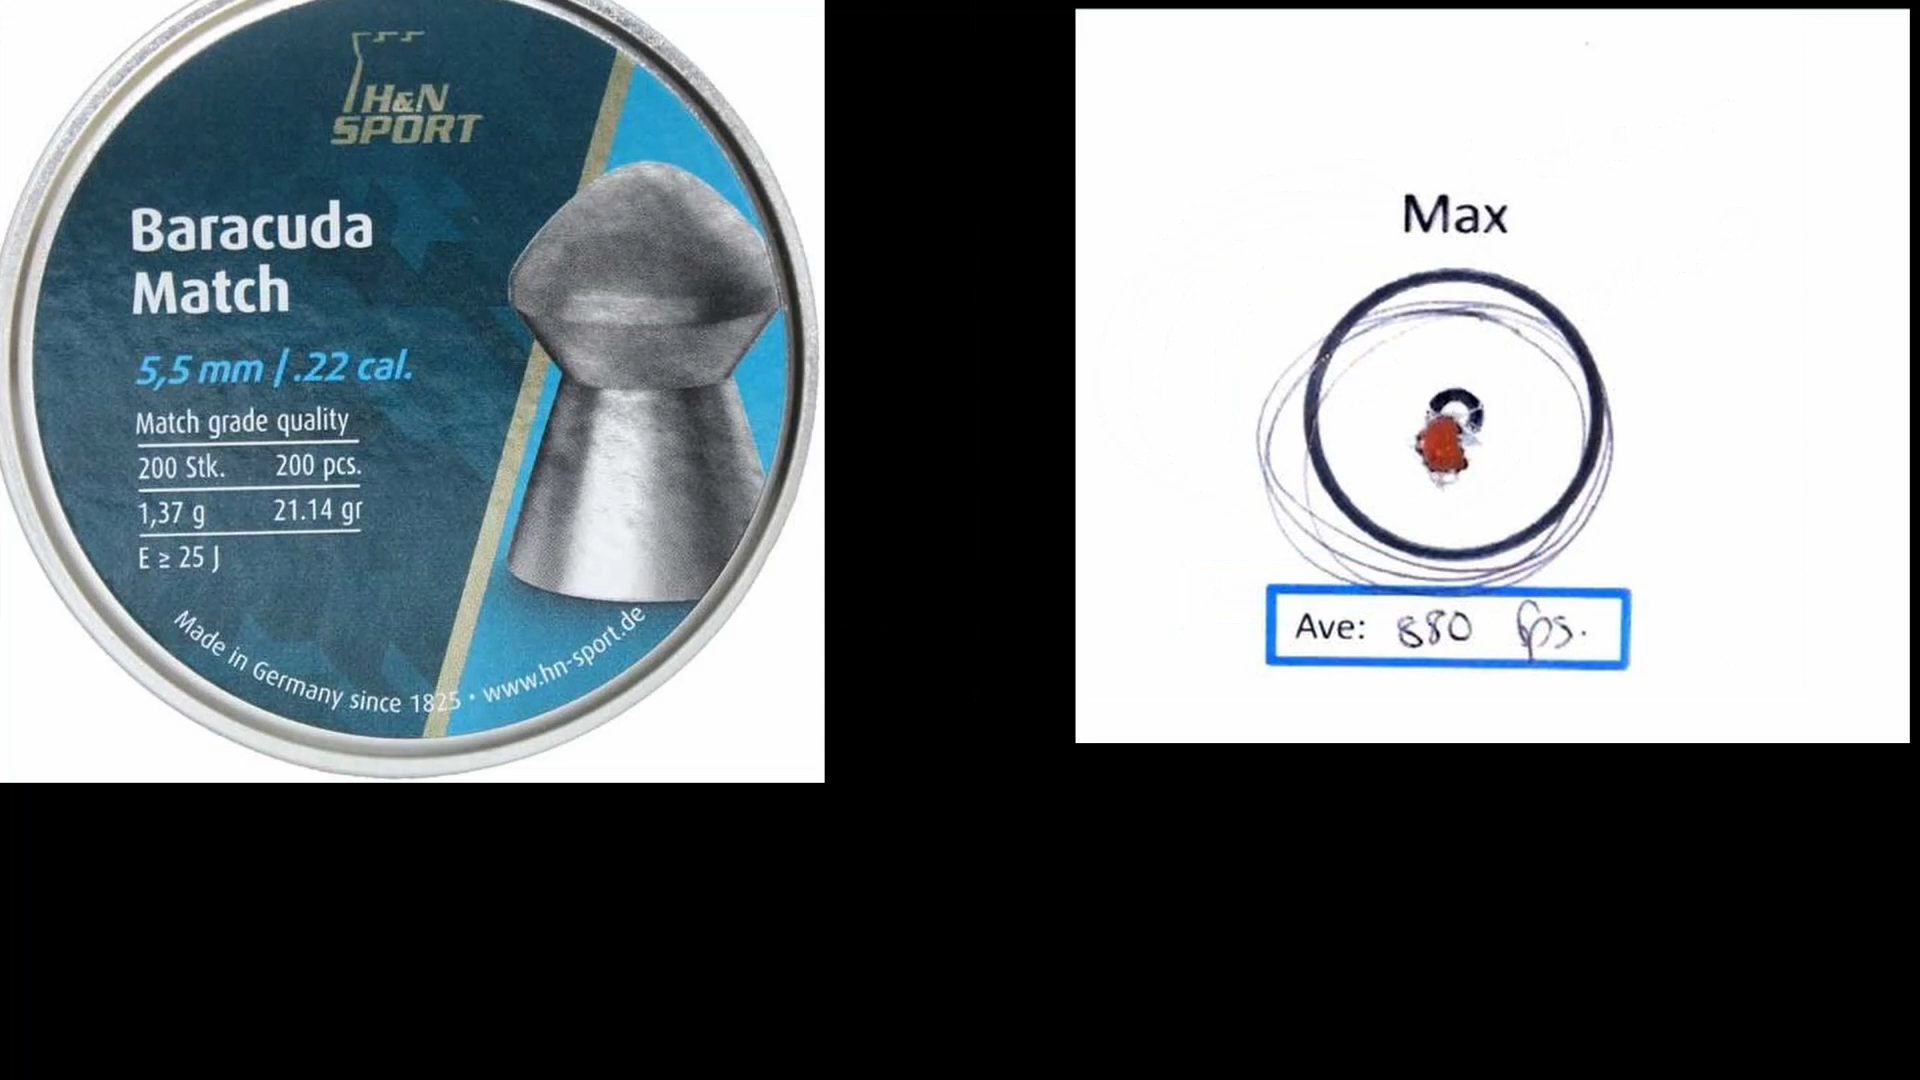 H&N
SPORT
Baracuda
Match
5,5 mm / .22 cal.
Match grade quality
200 Stk. 200 pcs.
1,37 g 21.14 gr
E ≥ 25 J
Made in Germany since 1825 • www.hn-sport.de
Max
Ave: 880 fps.